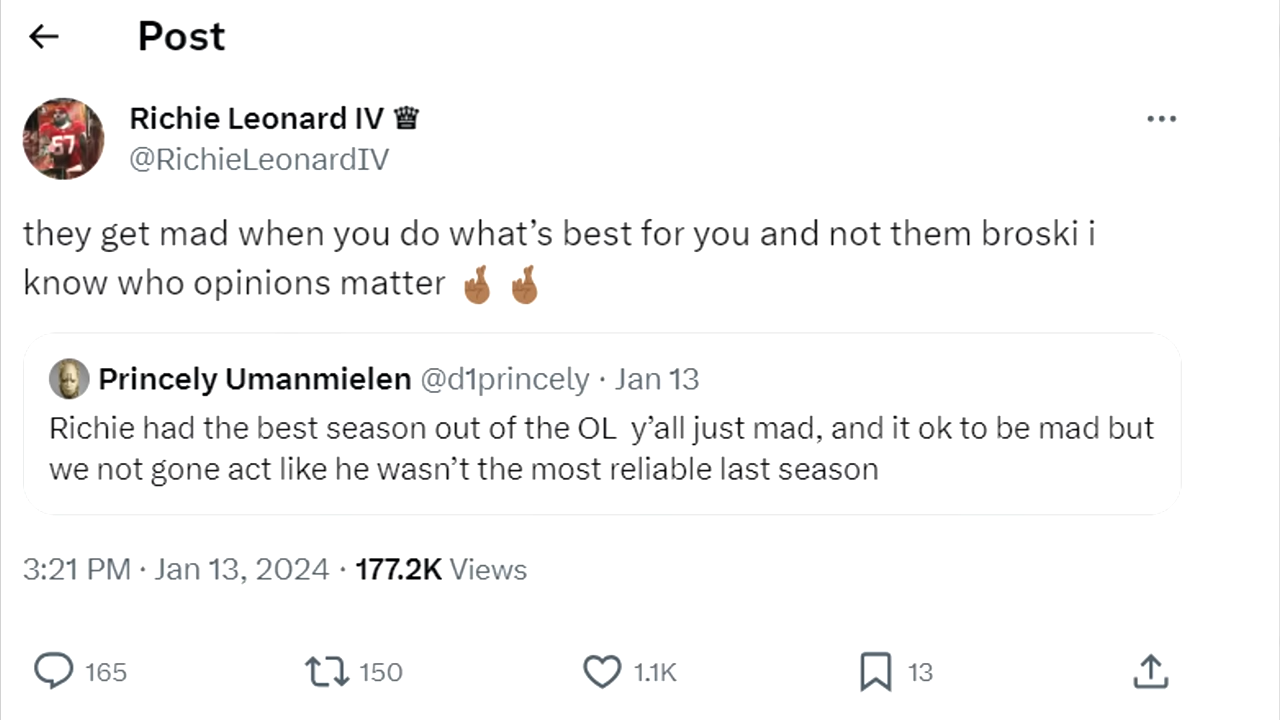 Post
Richie Leonard IV
@RichieLeonardIV
57
they get mad when you do what’s best for you and not them broski i
know who opinions matter 🤞🏾 🤞🏾
Princely Umanmielen @d1princely · Jan 13
Richie had the best season out of the OL  y’all just mad, and it ok to be mad but
we not gone act like he wasn’t the most reliable last season
3:21 PM · Jan 13, 2024 · 177.2K Views
165 150 1.1K 13